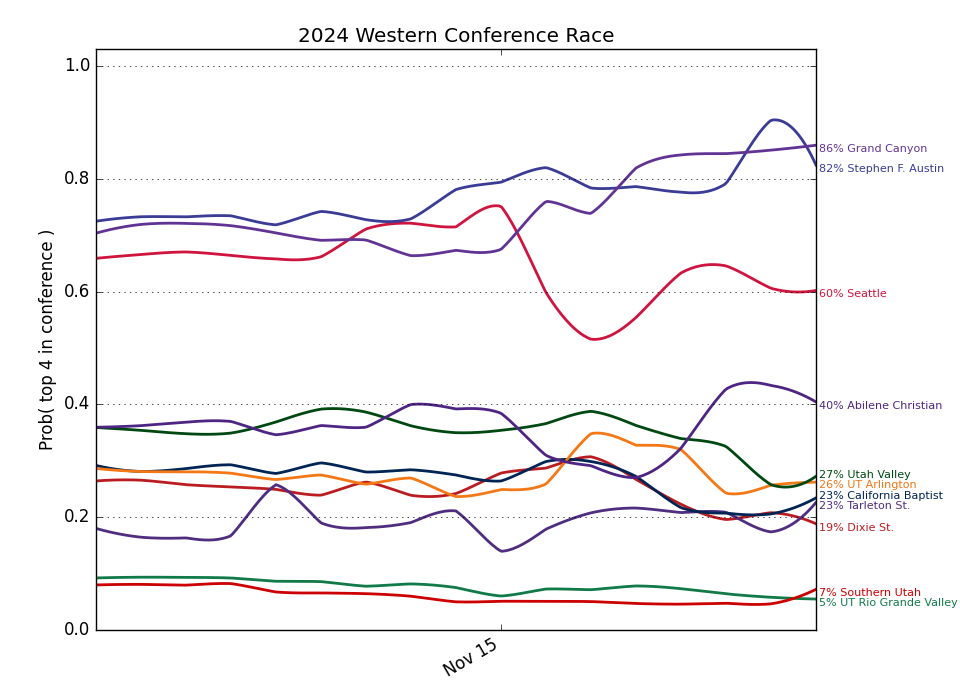 2024 Western Conference Race
Prob( top 4 in conference )
1.0
0.8
0.6
0.4
0.2
0.0
Nov 15
86% Grand Canyon
82% Stephen F. Austin
60% Seattle
40% Abilene Christian
27% Utah Valley
26% UT Arlington
23% California Baptist
23% Tarleton St.
19% Dixie St.
7% Southern Utah
5% UT Rio Grande Valley